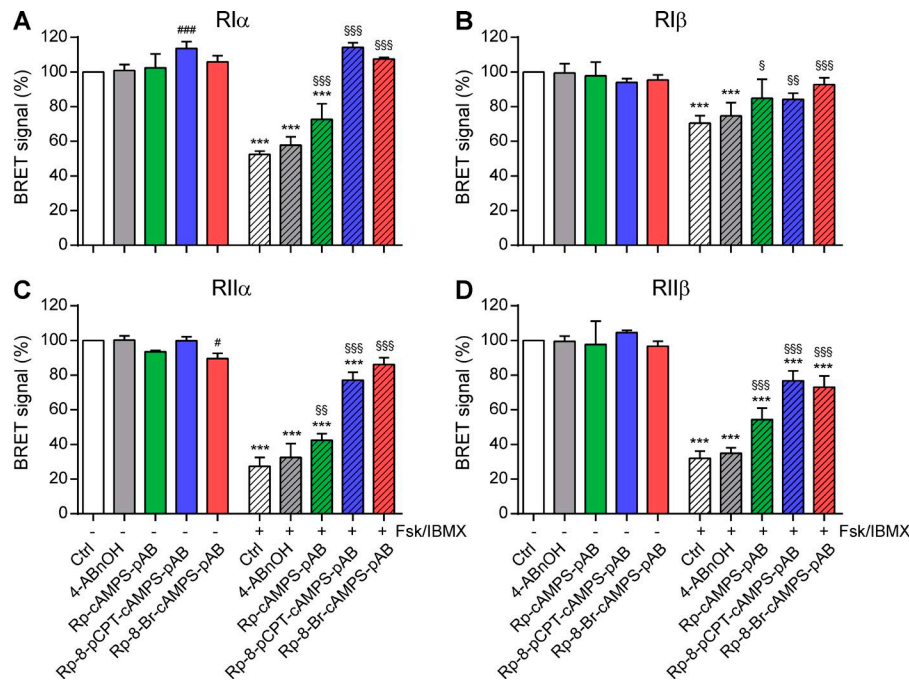 A
RIα
BRET signal (%)
120
100
80
60
40
20
0
###
***
***
§§§
***
§§§
§§§
B
RIβ
BRET signal (%)
120
100
80
60
40
20
0
***
***
§
§§
§§§
C
RIIα
BRET signal (%)
120
100
80
60
40
20
0
#
***
***
§§
***
§§§
***
§§§
D
RIIβ
BRET signal (%)
120
100
80
60
40
20
0
***
***
§§§
***
§§§
***
§§§
***
- - - - - + + + + + Fsk/IBMX
Ctrl
4-ABnOH
Rp-cAMPS-pAB
Rp-8-pCPT-cAMPS-pAB
Rp-8-Br-cAMPS-pAB
Ctrl
4-ABnOH
Rp-cAMPS-pAB
Rp-8-pCPT-cAMPS-pAB
Rp-8-Br-cAMPS-pAB
- - - - - + + + + + Fsk/IBMX
Ctrl
4-ABnOH
Rp-cAMPS-pAB
Rp-8-pCPT-cAMPS-pAB
Rp-8-Br-cAMPS-pAB
Ctrl
4-ABnOH
Rp-cAMPS-pAB
Rp-8-pCPT-cAMPS-pAB
Rp-8-Br-cAMPS-pAB